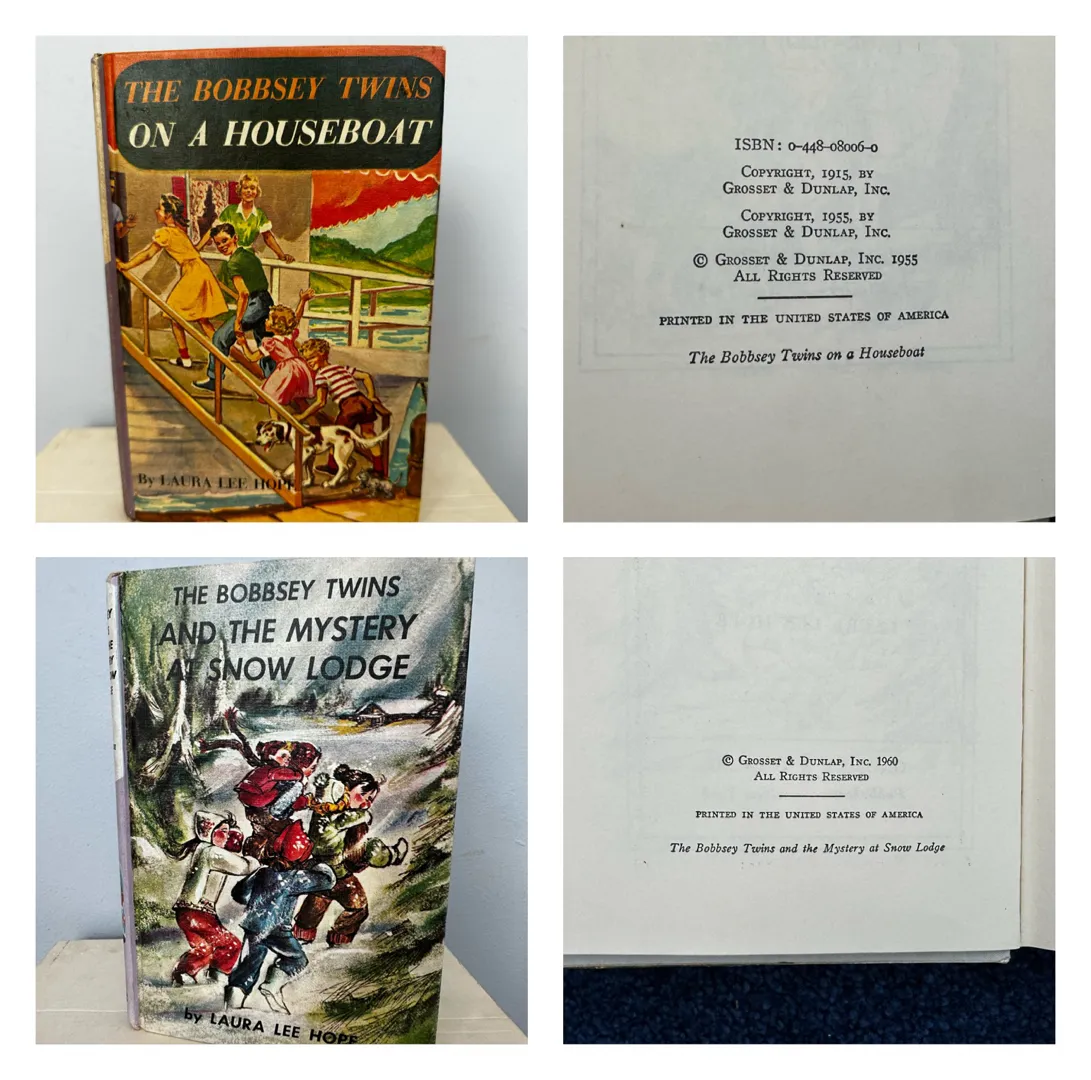 THE BOBBSEY TWINS
ON A HOUSEBOAT
By LAURA LEE HOPE
ISBN: 0-448-08006-0
COPYRIGHT, 1915, BY
GROSSET & DUNLAP, INC.
COPYRIGHT, 1955, BY
GROSSET & DUNLAP, INC.
© GROSSET & DUNLAP, INC. 1955
ALL RIGHTS RESERVED
PRINTED IN THE UNITED STATES OF AMERICA
The Bobbsey Twins on a Houseboat
THE BOBBSEY TWINS
AND THE MYSTERY
AT SNOW LODGE
by LAURA LEE HOPE
© GROSSET & DUNLAP, INC. 1960
ALL RIGHTS RESERVED
PRINTED IN THE UNITED STATES OF AMERICA
The Bobbsey Twins and the Mystery at Snow Lodge